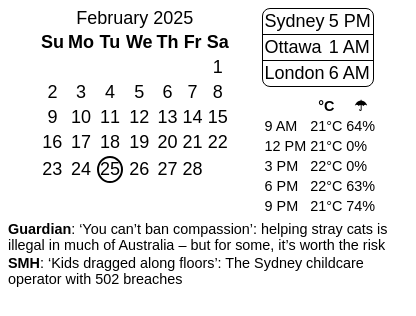 February 2025
Su Mo Tu We Th Fr Sa
1
2 3 4 5 6 7 8
9 10 11 12 13 14 15
16 17 18 19 20 21 22
23 24 25 26 27 28
Sydney 5 PM
Ottawa 1 AM
London 6 AM
°C ☂
9 AM 21°C 64%
12 PM 21°C 0%
3 PM 22°C 0%
6 PM 22°C 63%
9 PM 21°C 74%
Guardian: ‘You can’t ban compassion’: helping stray cats is
illegal in much of Australia – but for some, it’s worth the risk
SMH: ‘Kids dragged along floors’: The Sydney childcare
operator with 502 breaches